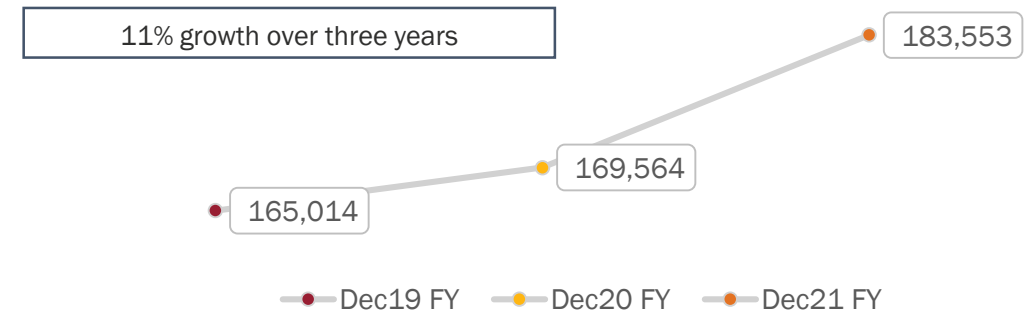 11% growth over three years
183,553
169,564
165,014
Dec19 FY Dec20 FY Dec21 FY